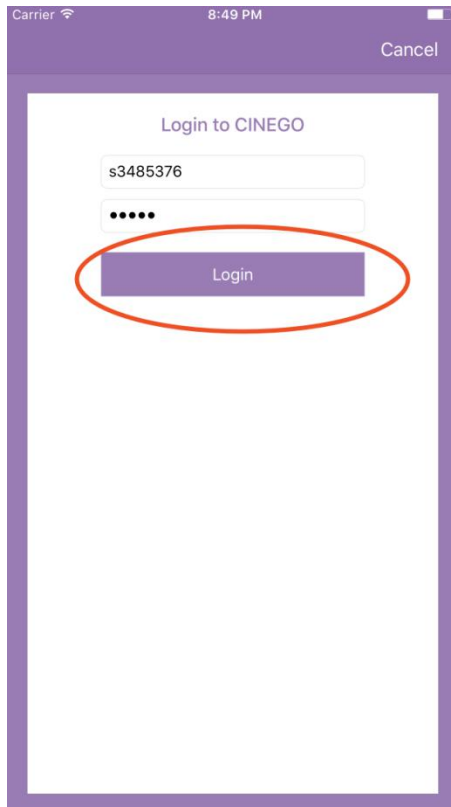 Carrier 8:49 PM
Cancel
Login to CINEGO
s3485376
•••••
Login